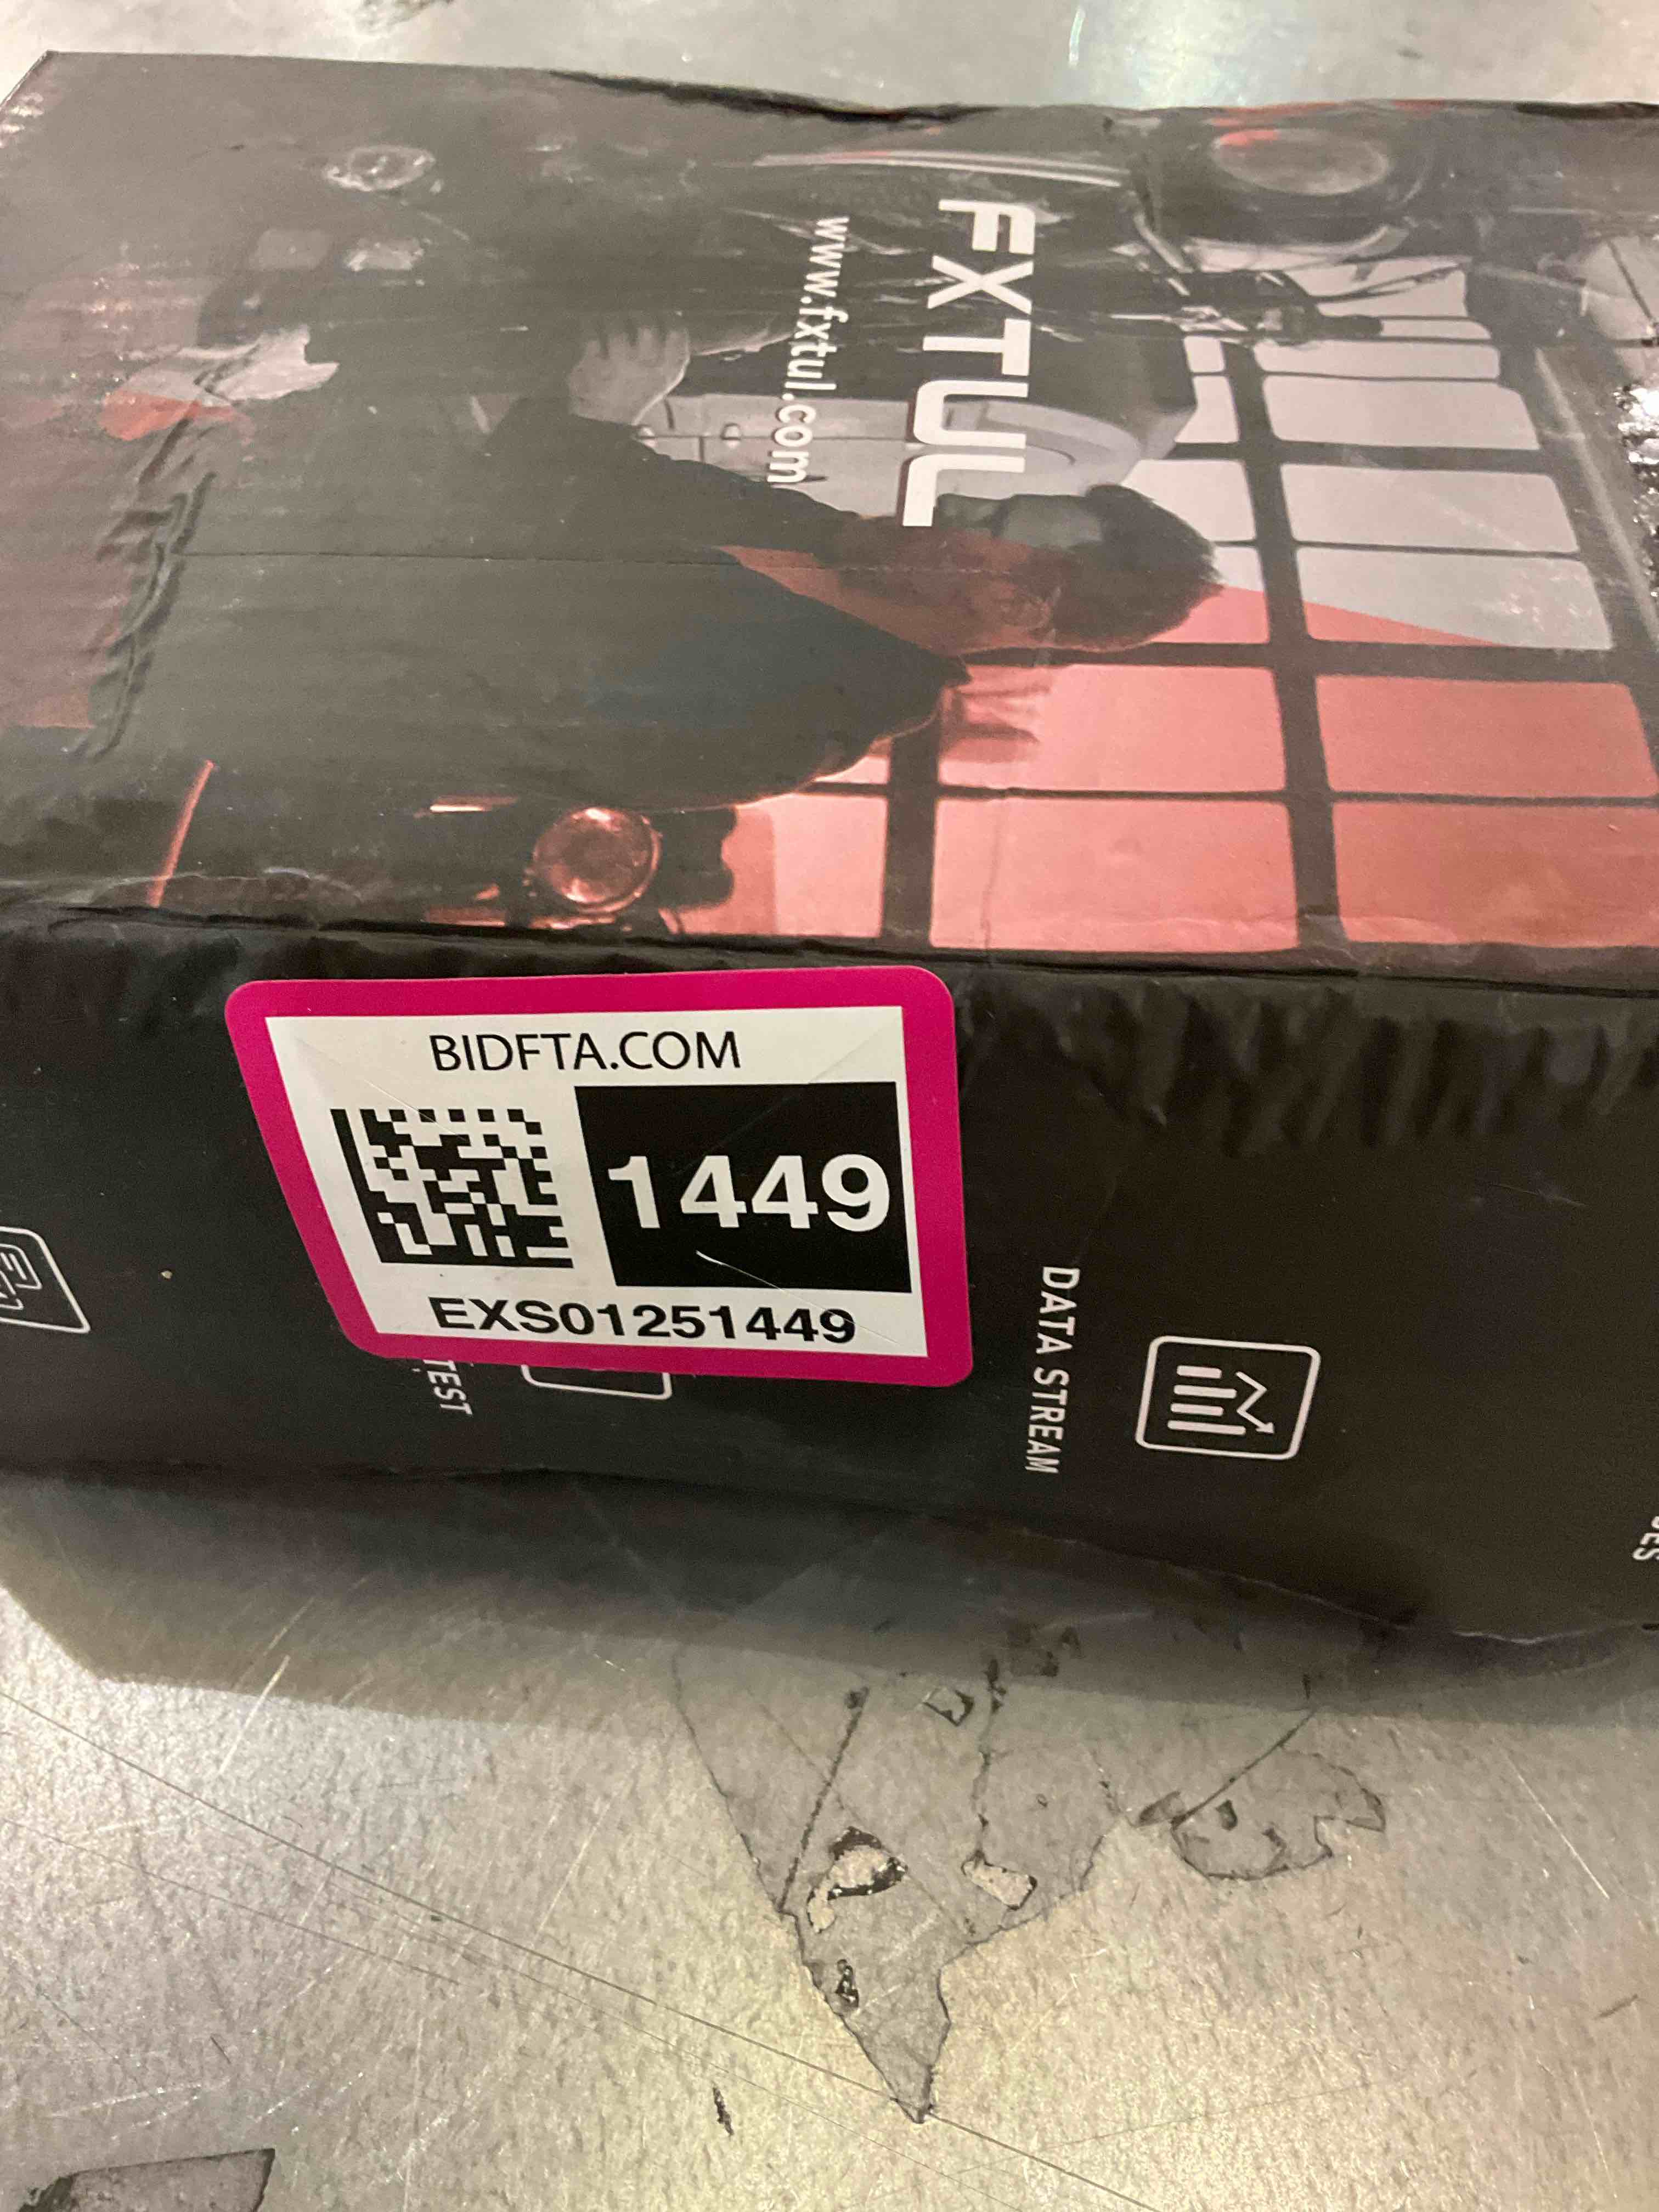 FXTUL
www.fxtul.com
BIDFTA.COM
1449
EXS01251449
TEST
DATA STREAM